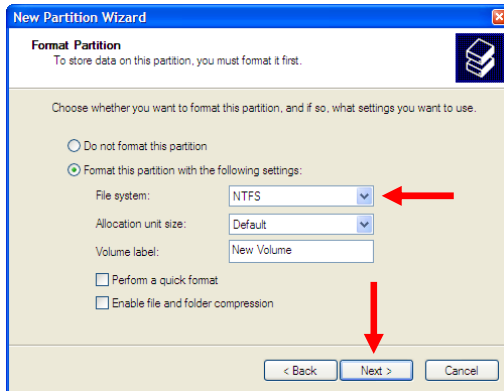 New Partition Wizard
Format Partition
To store data on this partition, you must format it first.
Choose whether you want to format this partition, and if so, what settings you want to use.
Do not format this partition
Format this partition with the following settings:
File system: NTFS
Allocation unit size: Default
Volume label: New Volume
Perform a quick format
Enable file and folder compression
< Back Next > Cancel